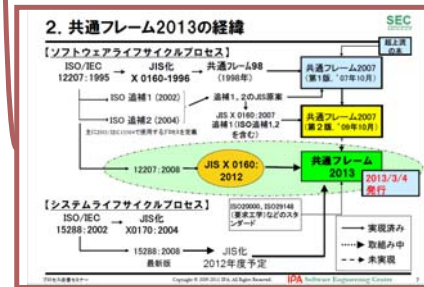 2. 共通フレーム2013の経緯
SEC
【ソフトウェアライフサイクルプロセス】
超上流の本
ISO/IEC
12207:1995
JIS化
X 0160-1996
共通フレーム98
(1998年)
共通フレーム2007
(第1版、'07年10月)
ISO 追補1 (2002)
追補1, 2のJIS原案
ISO 追補2 (2004)
JIS X 0160:2007
追補1(ISO追補1,2
を含む)
共通フレーム2007
(第2版、'09年10月)
12207:2008
JIS X 0160:
2012
共通フレーム
2013
2013/3/4
発行
【システムライフサイクルプロセス】
ISO/IEC
15288:2002
JIS化
X0170:2004
ISO20000, ISO29148
(要求工学)などのスタ
ンダード
15288:2008
最新版
JIS化
2012年度予定
実現済み
取組み中
未実現
IPA Software Engineering Center
7